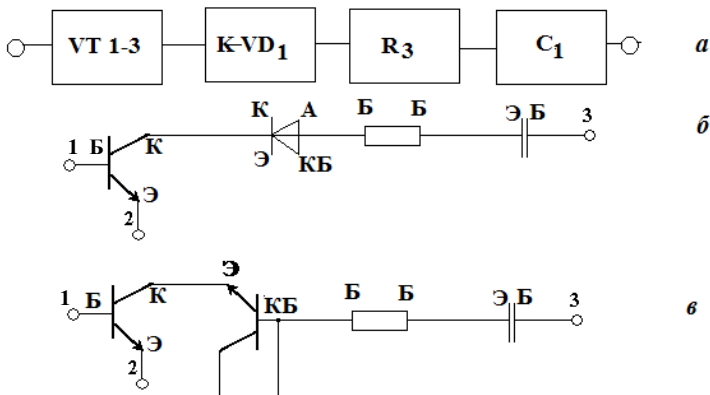 VT 1-3 K-VD1 R3 C1 а
К А Б Б Э Б 3 б
1 Б К Э КБ
Э
2
Э
1 Б К КБ Б Б Э Б 3 в
Э
2